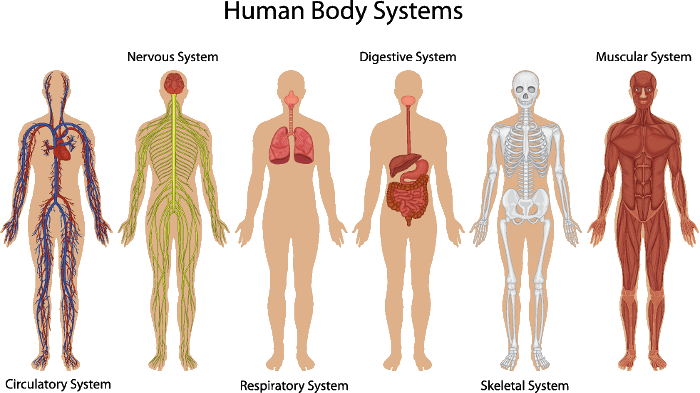 Human Body Systems
Nervous System
Digestive System
Muscular System
Circulatory System
Respiratory System
Skeletal System